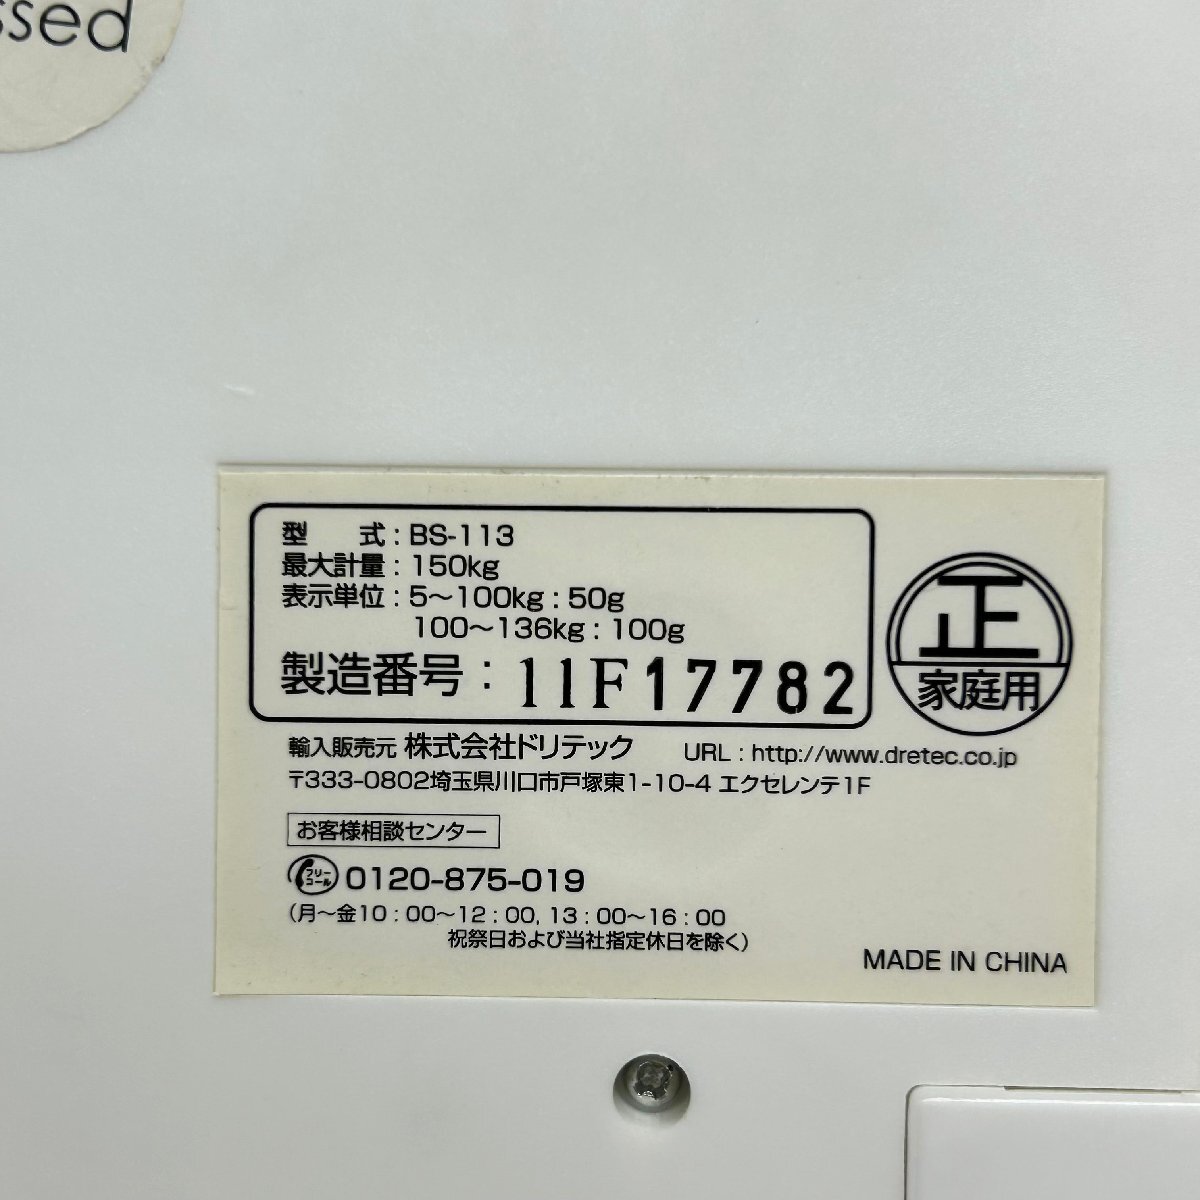 ssed
型 式 : BS-113
最大計量 : 150kg
表示単位 : 5～100kg : 50g
100～136kg : 100g
製造番号 : 11F17782
正
家庭用
輸入販売元 株式会社ドリテック URL : http://www.dretec.co.jp
〒333-0802埼玉県川口市戸塚東1-10-4 エクセレンテ1F
お客様相談センター
フリーコール 0120-875-019
(月～金10 : 00～12 : 00, 13 : 00～16 : 00
祝祭日および当社指定休日を除く)
MADE IN CHINA